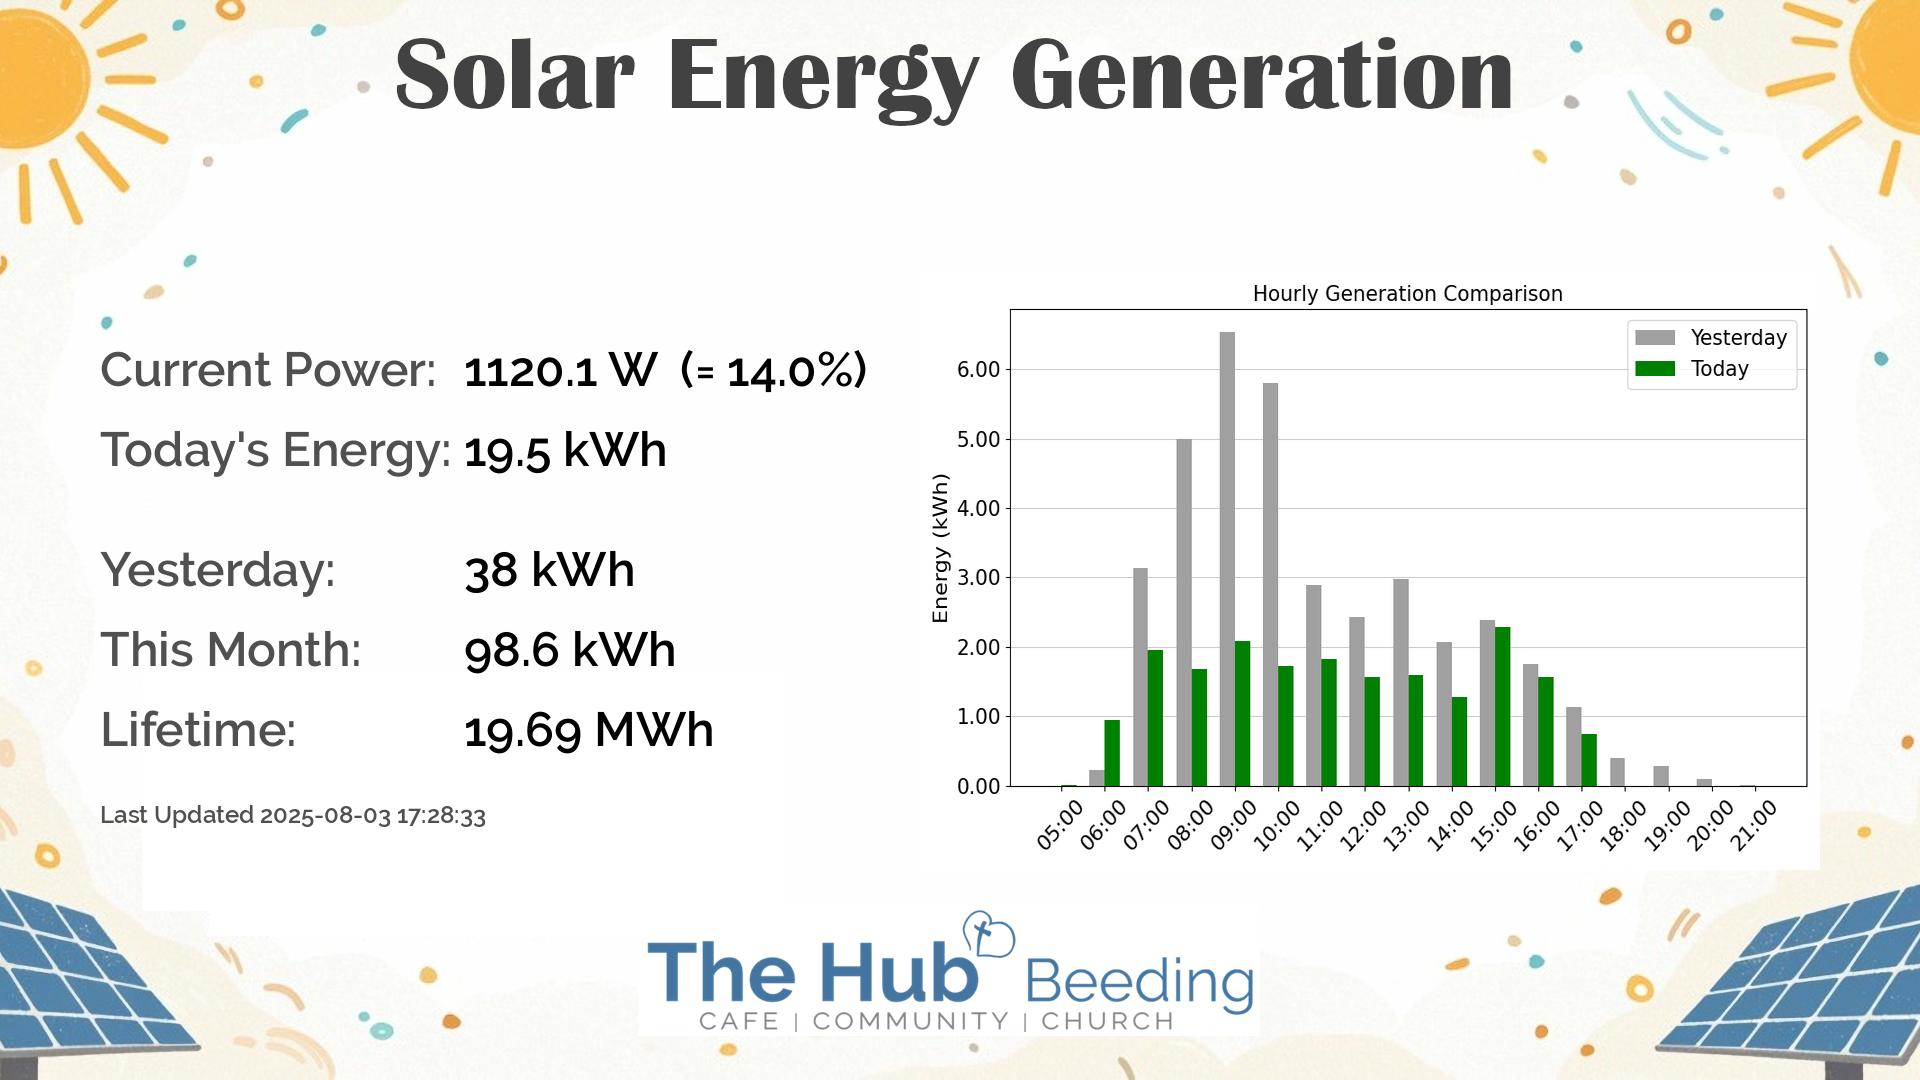 Solar Energy Generation
Current Power: 1120.1 W (= 14.0%)
Today's Energy: 19.5 kWh
Yesterday: 38 kWh
This Month: 98.6 kWh
Lifetime: 19.69 MWh
Last Updated 2025-08-03 17:28:33
Hourly Generation Comparison
Yesterday
Today
Energy (kWh)
6.00
5.00
4.00
3.00
2.00
1.00
0.00
05:00 06:00 07:00 08:00 09:00 10:00 11:00 12:00 13:00 14:00 15:00 16:00 17:00 18:00 19:00 20:00 21:00
The Hub Beeding
CAFE | COMMUNITY | CHURCH